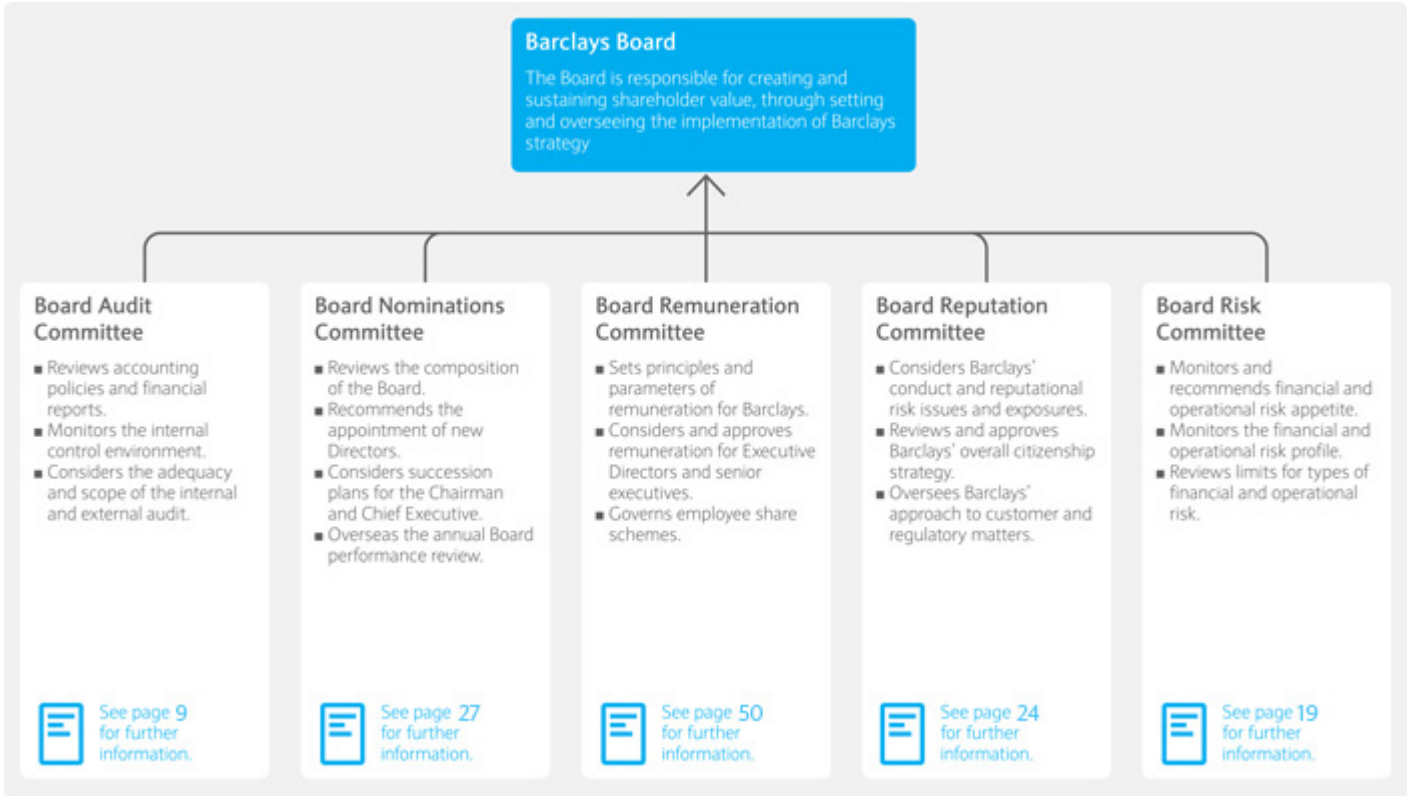 Barclays Board
The Board is responsible for creating and
sustaining shareholder value, through setting
and overseeing the implementation of Barclays
strategy
Board Audit
Committee
■ Reviews accounting
policies and financial
reports.
■ Monitors the internal
control environment.
■ Considers the adequacy
and scope of the internal
and external audit.
See page 9
for further
information.
Board Nominations
Committee
■ Reviews the composition
of the Board.
■ Recommends the
appointment of new
Directors.
■ Considers succession
plans for the Chairman
and Chief Executive.
■ Overseas the annual Board
performance review.
See page 27
for further
information.
Board Remuneration
Committee
■ Sets principles and
parameters of
remuneration for Barclays.
■ Considers and approves
remuneration for Executive
Directors and senior
executives.
■ Governs employee share
schemes.
See page 50
for further
information.
Board Reputation
Committee
■ Considers Barclays'
conduct and reputational
risk issues and exposures.
■ Reviews and approves
Barclays' overall citizenship
strategy.
■ Oversees Barclays'
approach to customer and
regulatory matters.
See page 24
for further
information.
Board Risk
Committee
■ Monitors and
recommends financial and
operational risk appetite.
■ Monitors the financial and
operational risk profile.
■ Reviews limits for types of
financial and operational
risk.
See page 19
for further
information.